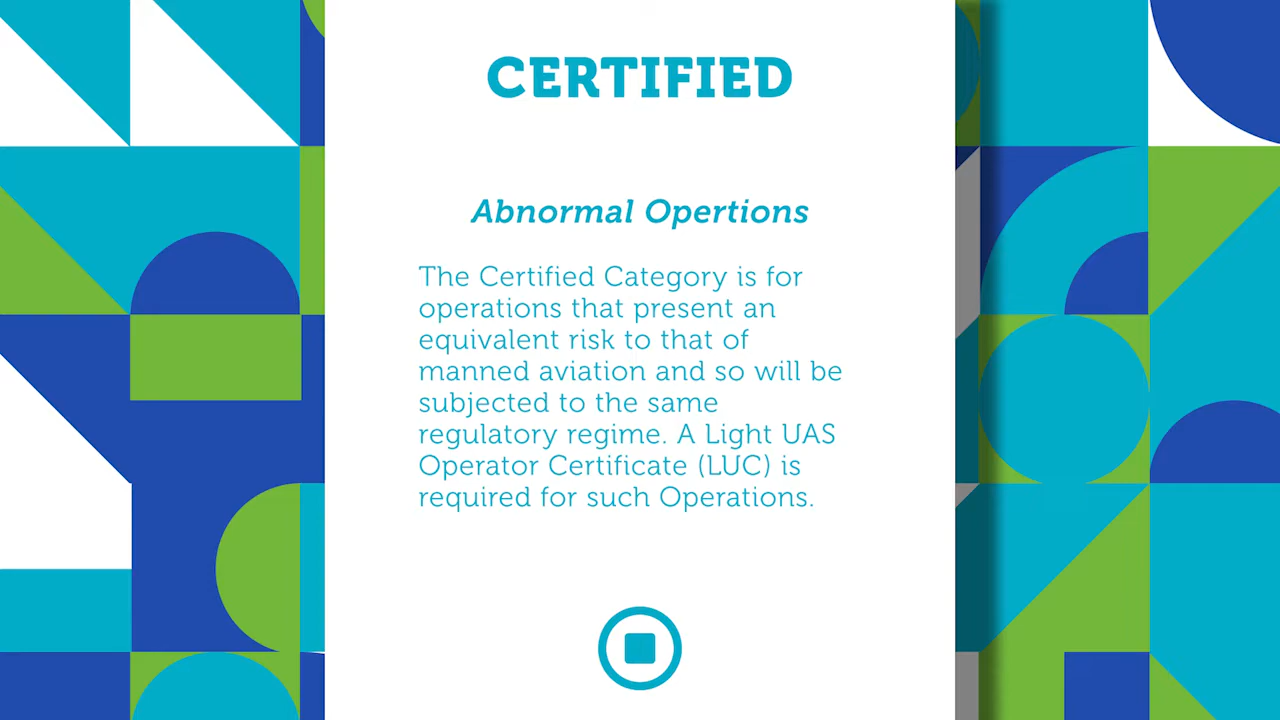 CERTIFIED
Abnormal Opertions
The Certified Category is for
operations that present an
equivalent risk to that of
manned aviation and so will be
subjected to the same
regulatory regime. A Light UAS
Operator Certificate (LUC) is
required for such Operations.